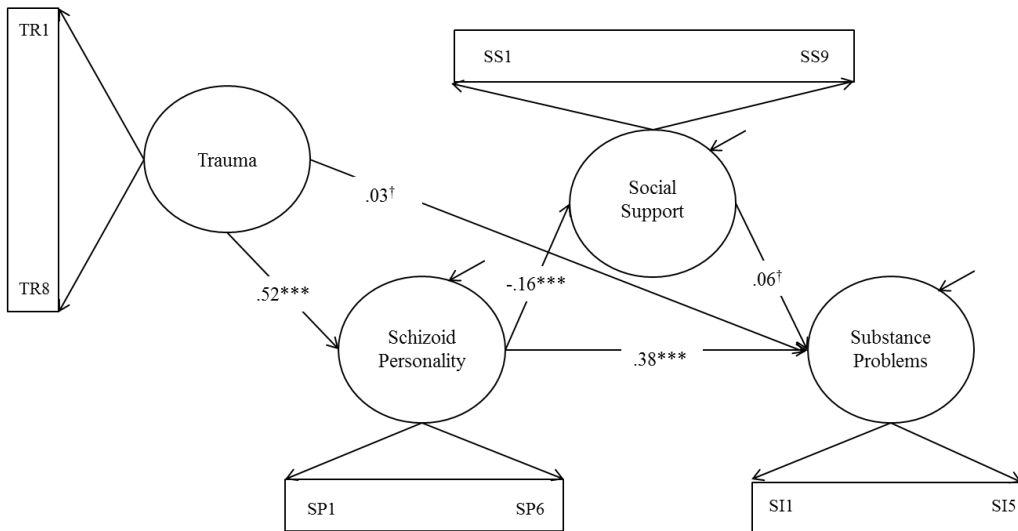 TR1
TR8
Trauma
SS1
SS9
Social
Support
.03†
.52***
-.16***
.06†
Schizoid
Personality
.38***
Substance
Problems
SP1
SP6
SI1
SI5